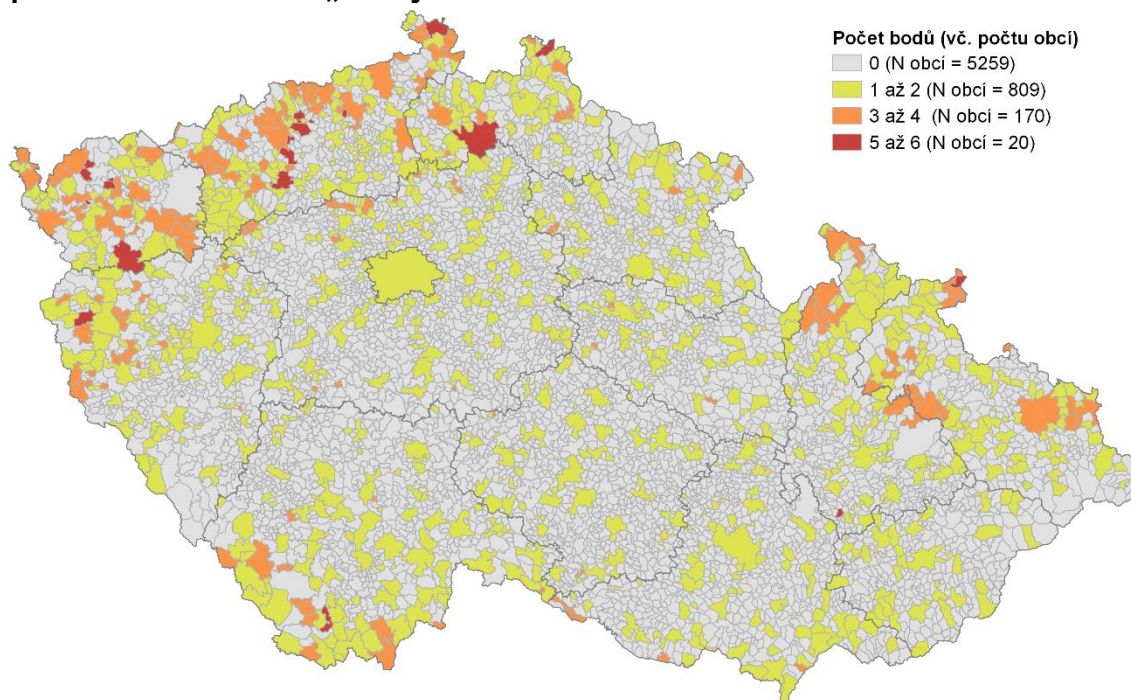 Počet bodů (vč. počtu obcí)
0 (N obcí = 5259)
1 až 2 (N obcí = 809)
3 až 4 (N obcí = 170)
5 až 6 (N obcí = 20)